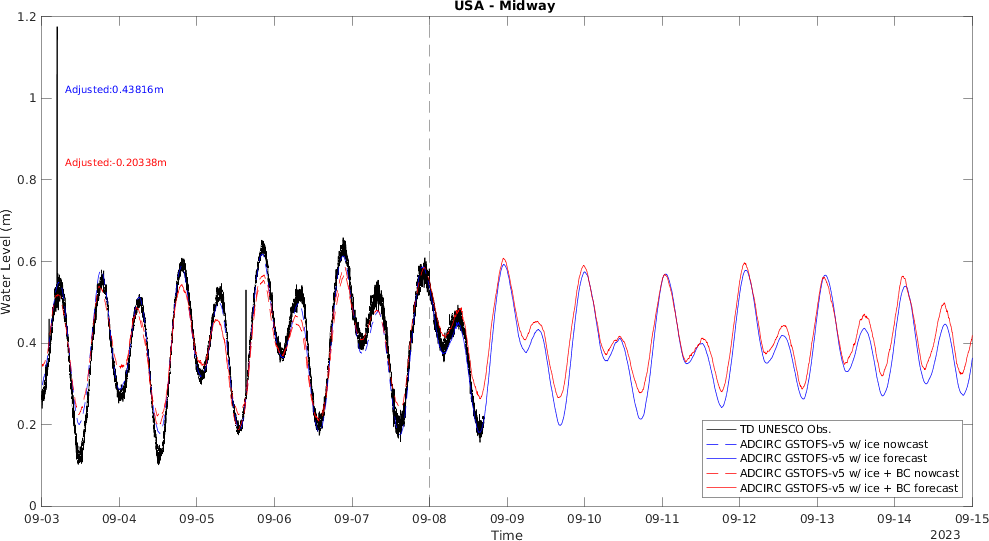 USA - Midway
1.2
1
0.8
0.6
0.4
0.2
0
Water Level (m)
Adjusted:0.43816m
Adjusted:-0.20338m
TD UNESCO Obs.
ADCIRC GSTOFS-v5 w/ ice nowcast
ADCIRC GSTOFS-v5 w/ ice forecast
ADCIRC GSTOFS-v5 w/ ice + BC nowcast
ADCIRC GSTOFS-v5 w/ ice + BC forecast
09-03 09-04 09-05 09-06 09-07 09-08 09-09 09-10 09-11 09-12 09-13 09-14 09-15
Time
2023